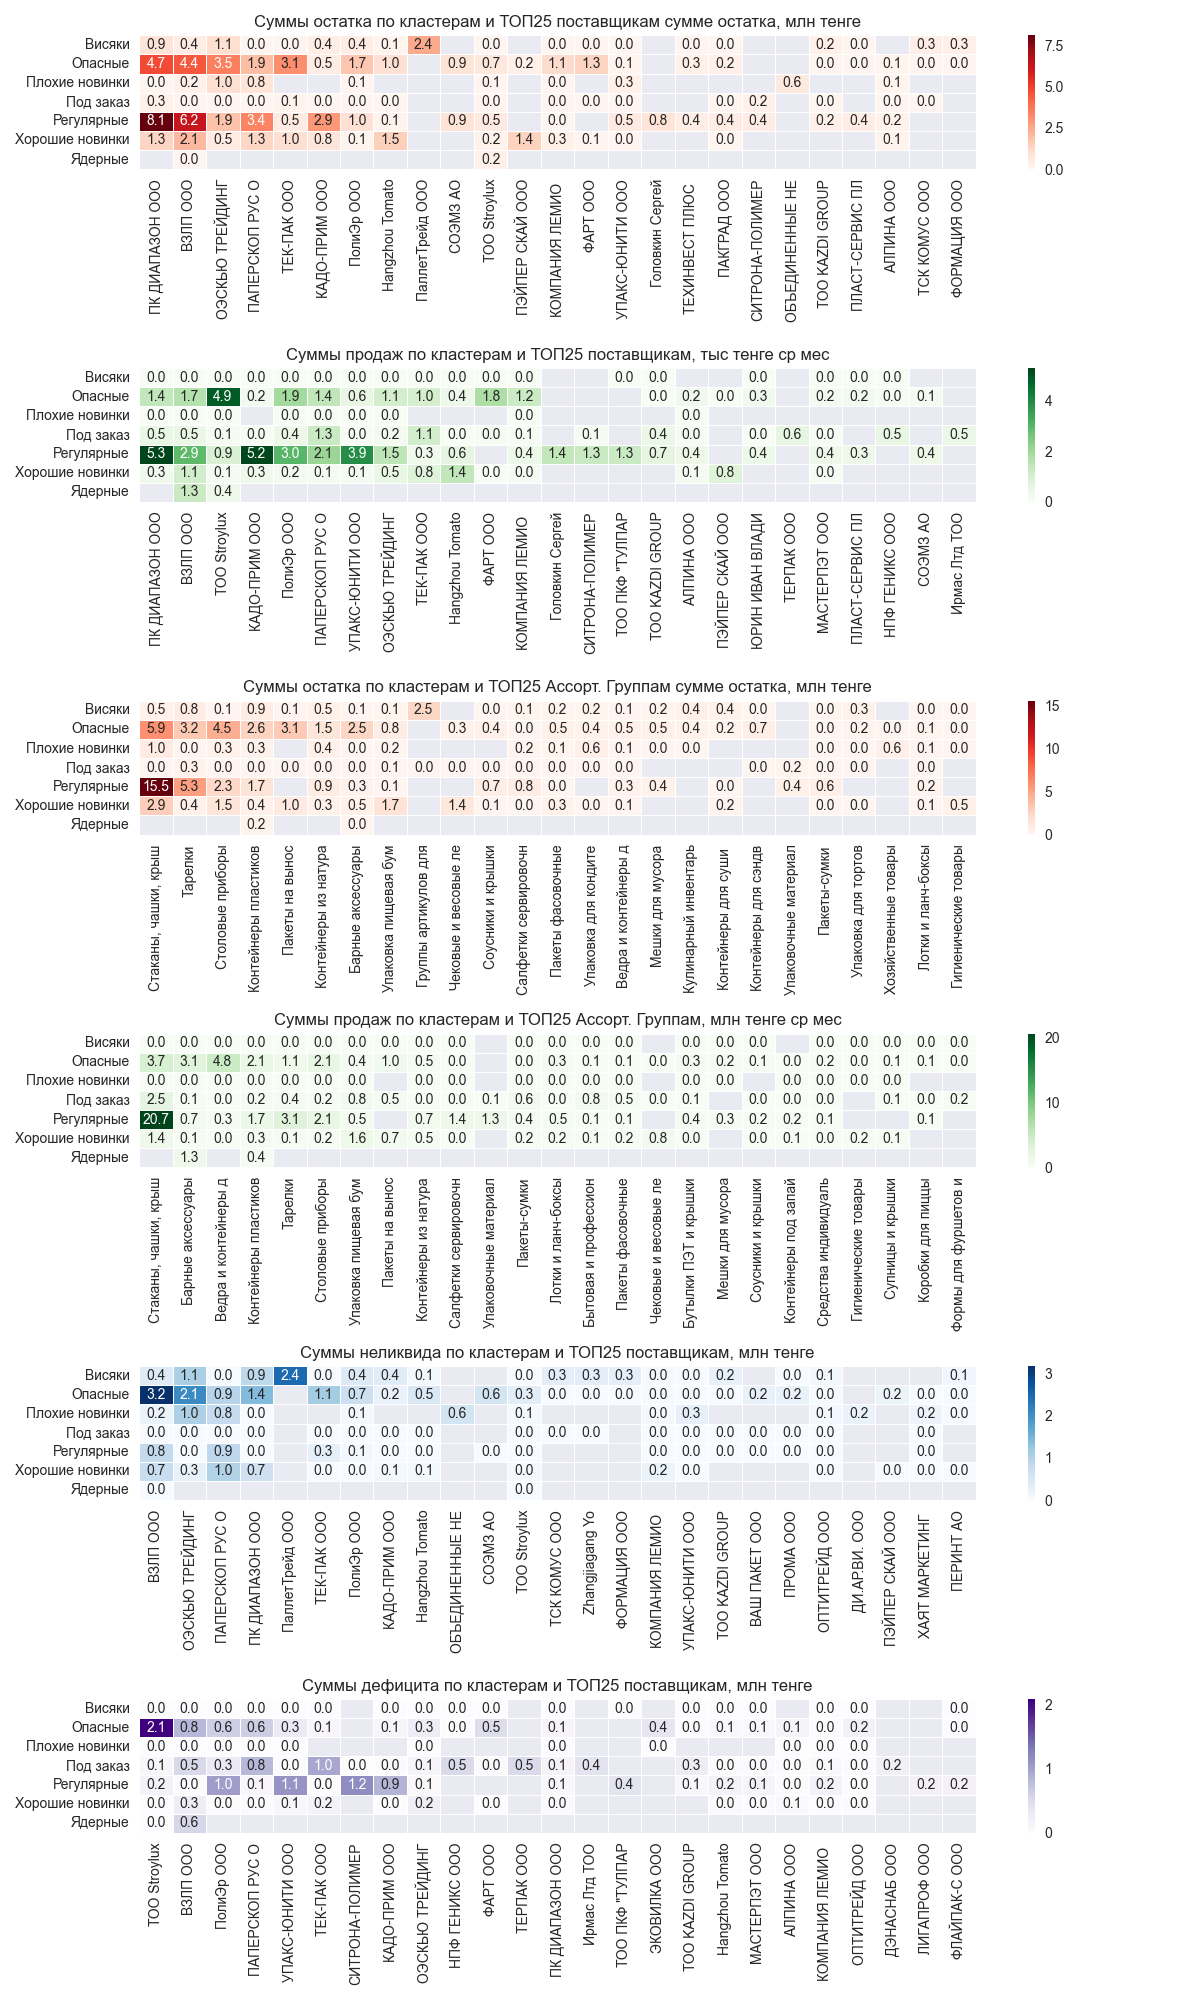 Суммы остатка по кластерам и ТОП25 поставщикам сумме остатка, млн тенге
Висяки 0.9 0.4 1.1 0.0 0.0 0.4 0.4 0.1 2.4 0.0 0.0 0.0 0.0 0.0 0.0 0.2 0.0 0.3 0.3
Опасные 4.7 4.4 3.5 1.9 3.1 0.5 1.7 1.0 0.9 0.7 0.2 1.1 1.3 0.1 0.3 0.2 0.0 0.0 0.1 0.0 0.0
Плохие новинки 0.0 0.2 1.0 0.8 0.1 0.1 0.0 0.3 0.6 0.1
Под заказ 0.3 0.0 0.0 0.0 0.1 0.0 0.0 0.0 0.0 0.0 0.0 0.0 0.0 0.2 0.0 0.0 0.0
Регулярные 8.1 6.2 1.9 3.4 0.5 2.9 1.0 0.1 0.9 0.5 0.0 0.5 0.8 0.4 0.4 0.4 0.2 0.4 0.2
Хорошие новинки 1.3 2.1 0.5 1.3 1.0 0.8 0.1 1.5 0.2 1.4 0.3 0.1 0.0 0.0 0.1
Ядерные 0.0 0.2
7.5
5.0
2.5
0.0
ПК ДИАПАЗОН ООО
ВЗЛП ООО
ОЭСКЬЮ ТРЕЙДИНГ
ПАПЕРСКОП РУС О
ТЕК-ПАК ООО
КАДО-ПРИМ ООО
ПолиЭр ООО
Hangzhou Tomato
ПаллетТрейд ООО
СОЭМЗ АО
ТОО Stroylux
ПЭЙПЕР СКАЙ ООО
КОМПАНИЯ ЛЕМИО
ФАРТ ООО
УПАКС-ЮНИТИ ООО
Головкин Сергей
ТЕХИНВЕСТ ПЛЮС
ПАКГРАД ООО
СИТРОНА-ПОЛИМЕР
ОБЪЕДИНЕННЫЕ НЕ
ТОО KAZDI GROUP
ПЛАСТ-СЕРВИС ПЛ
АЛПИНА ООО
ТСК КОМУС ООО
ФОРМАЦИЯ ООО
Суммы продаж по кластерам и ТОП25 поставщикам, тыс тенге ср мес
Висяки 0.0 0.0 0.0 0.0 0.0 0.0 0.0 0.0 0.0 0.0 0.0 0.0 0.0 0.0 0.0 0.0 0.0 0.0
Опасные 1.4 1.7 4.9 0.2 1.9 1.4 0.6 1.1 1.0 0.4 1.8 1.2 0.0 0.2 0.0 0.3 0.2 0.2 0.0 0.1
Плохие новинки 0.0 0.0 0.0 0.0 0.0 0.0 0.0 0.0 0.0
Под заказ 0.5 0.5 0.1 0.0 0.4 1.3 0.0 0.2 1.1 0.0 0.0 0.1 0.1 0.4 0.0 0.0 0.6 0.0 0.5 0.5
Регулярные 5.3 2.9 0.9 5.2 3.0 2.1 3.9 1.5 0.3 0.6 0.4 1.4 1.3 1.3 0.7 0.4 0.4 0.4 0.3 0.4
Хорошие новинки 0.3 1.1 0.1 0.3 0.2 0.1 0.1 0.5 0.8 1.4 0.0 0.0 0.1 0.8 0.0
Ядерные 1.3 0.4
4
2
0
ПК ДИАПАЗОН ООО
ВЗЛП ООО
ТОО Stroylux
КАДО-ПРИМ ООО
ПолиЭр ООО
ПАПЕРСКОП РУС О
УПАКС-ЮНИТИ ООО
ОЭСКЬЮ ТРЕЙДИНГ
ТЕК-ПАК ООО
Hangzhou Tomato
ФАРТ ООО
КОМПАНИЯ ЛЕМИО
Головкин Сергей
СИТРОНА-ПОЛИМЕР
ТОО ПКФ "ТУЛПАР
ТОО KAZDI GROUP
АЛПИНА ООО
ПЭЙПЕР СКАЙ ООО
ЮРИН ИВАН ВЛАДИ
ТЕРПАК ООО
МАСТЕРПЭТ ООО
ПЛАСТ-СЕРВИС ПЛ
НПФ ГЕНИКС ООО
СОЭМЗ АО
Ирмас Лтд ТОО
Суммы остатка по кластерам и ТОП25 Ассорт. Группам сумме остатка, млн тенге
Висяки 0.5 0.8 0.1 0.9 0.1 0.5 0.1 0.1 2.5 0.0 0.1 0.2 0.2 0.1 0.2 0.4 0.4 0.0 0.0 0.3 0.0 0.0
Опасные 5.9 3.2 4.5 2.6 3.1 1.5 2.5 0.8 0.3 0.4 0.0 0.5 0.4 0.5 0.5 0.4 0.2 0.7 0.0 0.2 0.0 0.1 0.0
Плохие новинки 1.0 0.0 0.3 0.3 0.4 0.0 0.2 0.2 0.1 0.6 0.1 0.0 0.0 0.0 0.0 0.6 0.1 0.0
Под заказ 0.0 0.3 0.0 0.0 0.0 0.0 0.0 0.1 0.0 0.0 0.0 0.0 0.0 0.0 0.0 0.0 0.2 0.0 0.0 0.0
Регулярные 15.5 5.3 2.3 1.7 0.9 0.3 0.1 0.7 0.8 0.0 0.3 0.4 0.0 0.4 0.6 0.2
Хорошие новинки 2.9 0.4 1.5 0.4 1.0 0.3 0.5 1.7 1.4 0.1 0.0 0.3 0.0 0.1 0.2 0.0 0.0 0.1 0.5
Ядерные 0.2 0.0
15
10
5
0
Стаканы, чашки, крыш
Тарелки
Столовые приборы
Контейнеры пластиков
Пакеты на вынос
Контейнеры из натура
Барные аксессуары
Упаковка пищевая бум
Группы артикулов для
Чековые и весовые ле
Соусники и крышки
Салфетки сервировочн
Пакеты фасовочные
Упаковка для кондите
Ведра и контейнеры д
Мешки для мусора
Кулинарный инвентарь
Контейнеры для суши
Контейнеры для сэндв
Упаковочные материал
Пакеты-сумки
Упаковка для тортов
Хозяйственные товары
Лотки и ланч-боксы
Гигиенические товары
Суммы продаж по кластерам и ТОП25 Ассорт. Группам, млн тенге ср мес
Висяки 0.0 0.0 0.0 0.0 0.0 0.0 0.0 0.0 0.0 0.0 0.0 0.0 0.0 0.0 0.0 0.0 0.0 0.0 0.0 0.0 0.0 0.0 0.0
Опасные 3.7 3.1 4.8 2.1 1.1 2.1 0.4 1.0 0.5 0.0 0.0 0.3 0.1 0.1 0.0 0.3 0.2 0.1 0.0 0.2 0.0 0.1 0.1 0.0
Плохие новинки 0.0 0.0 0.0 0.0 0.0 0.0 0.0 0.0 0.0 0.0 0.0 0.0 0.0 0.0 0.0 0.0 0.0 0.0 0.0
Под заказ 2.5 0.1 0.0 0.2 0.4 0.2 0.8 0.5 0.0 0.0 0.1 0.6 0.0 0.8 0.5 0.0 0.1 0.0 0.0 0.0 0.0 0.1 0.0 0.2
Регулярные 20.7 0.7 0.3 1.7 3.1 2.1 0.5 0.7 1.4 1.3 0.4 0.5 0.1 0.1 0.4 0.3 0.2 0.2 0.1 0.1
Хорошие новинки 1.4 0.1 0.0 0.3 0.1 0.2 1.6 0.7 0.5 0.0 0.2 0.2 0.1 0.2 0.8 0.0 0.0 0.1 0.0 0.2 0.1
Ядерные 1.3 0.4
20
10
0
Стаканы, чашки, крыш
Барные аксессуары
Ведра и контейнеры д
Контейнеры пластиков
Тарелки
Столовые приборы
Упаковка пищевая бум
Пакеты на вынос
Контейнеры из натура
Салфетки сервировочн
Упаковочные материал
Пакеты-сумки
Лотки и ланч-боксы
Бытовая и профессион
Пакеты фасовочные
Чековые и весовые ле
Бутылки ПЭТ и крышки
Мешки для мусора
Соусники и крышки
Контейнеры под запай
Средства индивидуаль
Гигиенические товары
Супницы и крышки
Коробки для пиццы
Формы для фуршетов и
Суммы неликвида по кластерам и ТОП25 поставщикам, млн тенге
Висяки 0.4 1.1 0.0 0.9 2.4 0.0 0.4 0.4 0.1 0.0 0.3 0.3 0.3 0.0 0.0 0.2 0.0 0.1 0.1
Опасные 3.2 2.1 0.9 1.4 1.1 0.7 0.2 0.5 0.6 0.3 0.0 0.0 0.0 0.2 0.2 0.0 0.2 0.0 0.0
Плохие новинки 0.2 1.0 0.8 0.0 0.1 0.6 0.1 0.0 0.3 0.1 0.2 0.2 0.0
Под заказ 0.0 0.0 0.0 0.0 0.0 0.0 0.0 0.0 0.0 0.0 0.0 0.0 0.0 0.0 0.0 0.0 0.0 0.0
Регулярные 0.8 0.0 0.9 0.0 0.3 0.1 0.0 0.0 0.0 0.0 0.0 0.0 0.0 0.0 0.0 0.0 0.0
Хорошие новинки 0.7 0.3 1.0 0.7 0.0 0.0 0.1 0.1 0.0 0.2 0.0 0.0 0.0 0.0 0.0
Ядерные 0.0 0.0
3
2
1
0
ВЗЛП ООО
ОЭСКЬЮ ТРЕЙДИНГ
ПАПЕРСКОП РУС О
ПК ДИАПАЗОН ООО
ПаллетТрейд ООО
ТЕК-ПАК ООО
ПолиЭр ООО
КАДО-ПРИМ ООО
Hangzhou Tomato
ОБЪЕДИНЕННЫЕ НЕ
СОЭМЗ АО
ТОО Stroylux
ТСК КОМУС ООО
Zhangjiagang Yo
ФОРМАЦИЯ ООО
КОМПАНИЯ ЛЕМИО
УПАКС-ЮНИТИ ООО
ТОО KAZDI GROUP
ВАШ ПАКЕТ ООО
ПРОМА ООО
ОПТИТРЕЙД ООО
ДИ.АР.ВИ. ООО
ПЭЙПЕР СКАЙ ООО
ХАЯТ МАРКЕТИНГ
ПЕРИНТ АО
Суммы дефицита по кластерам и ТОП25 поставщикам, млн тенге
Висяки 0.0 0.0 0.0 0.0 0.0 0.0 0.0 0.0 0.0 0.0 0.0 0.0 0.0 0.0 0.0 0.0 0.0 0.0 0.0 0.0
Опасные 2.1 0.8 0.6 0.6 0.3 0.1 0.1 0.3 0.0 0.5 0.1 0.4 0.0 0.1 0.1 0.1 0.0 0.2 0.0
Плохие новинки 0.0 0.0 0.0 0.0 0.0 0.0 0.0 0.0 0.0 0.0 0.0
Под заказ 0.1 0.5 0.3 0.8 0.0 1.0 0.0 0.0 0.1 0.5 0.0 0.5 0.1 0.4 0.3 0.0 0.0 0.0 0.1 0.0 0.2
Регулярные 0.2 0.0 1.0 0.1 1.1 0.0 1.2 0.9 0.1 0.1 0.4 0.1 0.2 0.1 0.0 0.2 0.0 0.2 0.2
Хорошие новинки 0.0 0.3 0.0 0.0 0.1 0.2 0.0 0.2 0.0 0.0 0.0 0.0 0.1 0.0 0.0
Ядерные 0.0 0.6
2
1
0
ТОО Stroylux
ВЗЛП ООО
ПолиЭр ООО
ПАПЕРСКОП РУС О
УПАКС-ЮНИТИ ООО
ТЕК-ПАК ООО
СИТРОНА-ПОЛИМЕР
КАДО-ПРИМ ООО
ОЭСКЬЮ ТРЕЙДИНГ
НПФ ГЕНИКС ООО
ФАРТ ООО
ТЕРПАК ООО
ПК ДИАПАЗОН ООО
Ирмас Лтд ТОО
ТОО ПКФ "ТУЛПАР
ЭКОВИЛКА ООО
ТОО KAZDI GROUP
Hangzhou Tomato
МАСТЕРПЭТ ООО
АЛПИНА ООО
КОМПАНИЯ ЛЕМИО
ОПТИТРЕЙД ООО
ДЭНАСНАБ ООО
ЛИГАПРОФ ООО
ФЛАЙПАК-С ООО